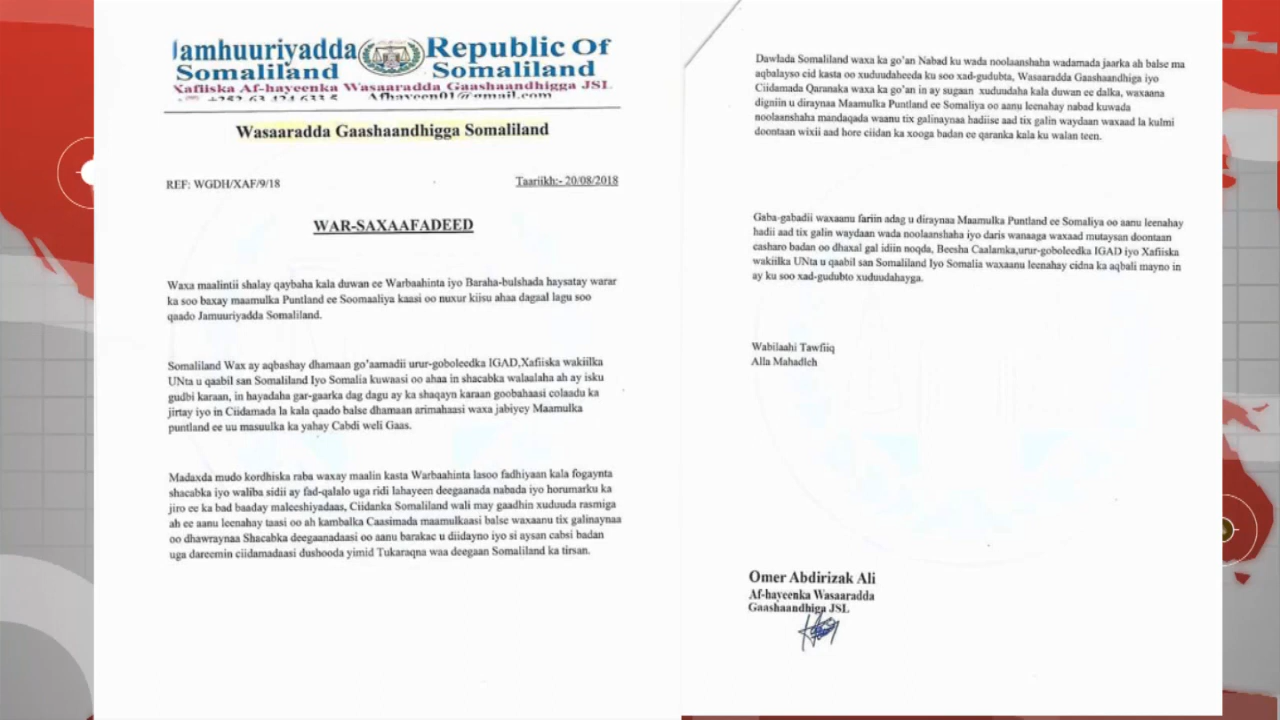 Jamhuuriyadda Republic Of
Somaliland Somaliland
Xafiiska Af-hayeenka Wasaaradda Gaashaandhigga JSL
Afhayeen01@gmail.com
Wasaaradda Gaashaandhigga Somaliland
REF: WGDH/XAF/9/18 Taariikh:- 20/08/2018
WAR-SAXAAFADEED
Waxa maalintii shalay qaybaha kala duwan ee Warbaahinta iyo Baraha-bulshada haysatay warar
ka soo baxay maamulka Puntland ee Soomaaliya kaasi oo nuxur kiisu ahaa dagaal lagu soo
qaado Jamuuriyadda Somaliland.
Somaliland Wax ay aqbashay dhamaan go'aamadii urur-goboleedka IGAD,Xafiiska wakiilka
UNta u qaabil san Somaliland Iyo Somalia kuwaasi oo ahaa in shacabka walaalaha ah ay isku
gudbi karaan, in hayadaha gar-gaarka dag dagu ay ka shaqayn karaan goobahaasi colaadu ka
jirtay iyo in Ciidamada la kala qaado balse dhamaan arimahaasi waxa jabiyey Maamulka
puntland ee uu masuulka ka yahay Cabdi weli Gaas.
Madaxda mudo kordhiska raba waxay maalin kasta Warbaahinta lasoo fadhiyaan kala fogaynta
shacabka iyo waliba sidii ay fad-qalalo uga ridi lahayeen deegaanada nabada iyo horumarku ka
jiro ee ka bad baaday maleeshiyadaas, Ciidanka Somaliland wali may gaadhin xuduuda rasmiga
ah ee aanu leenahay taasi oo ah kambalka Caasimada maamulkaasi balse waxaanu tix galinaynaa
oo dhawraynaa Shacabka deegaanadaasi oo aanu barakac u diidayno iyo si aysan cabsi badan
uga dareemin ciidamadaasi dushooda yimid Tukaraqna waa deegaan Somaliland ka tirsan.
Dawlada Somaliland waxa ka go'an Nabad ku wada noolaanshaha wadamada jaarka ah balse ma
aqbalayso cid kasta oo xuduudaheeda ku soo xad-gudubta, Wasaaradda Gaashaandhiga iyo
Ciidamada Qaranaka waxa ka go'an in ay sugaan xuduudaha kala duwan ee dalka, waxaana
digniin u diraynaa Maamulka Puntland ee Somaliya oo aanu leenahay nabad kuwada
noolaanshaha mandaqada waanu tix galinaynaa hadiise aad tix galin waydaan waxaad la kulmi
doontaan wixii aad hore ciidan ka xooga badan ee qaranka kala ku walan teen.
Gaba-gabadii waxaanu fariin adag u diraynaa Maamulka Puntland ee Somaliya oo aanu leenahay
hadii aad tix galin waydaan wada noolaanshaha iyo daris wanaaga waxaad mutaysan doontaan
casharo badan oo dhaxal gal idiin noqda, Beesha Caalamka,urur-goboleedka IGAD iyo Xafiiska
wakiilka UNta u qaabil san Somaliland Iyo Somalia waxaanu leenahay cidna ka aqbali mayno in
ay ku soo xad-gudubto xuduudahayga.
Wabilaahi Tawfiiq
Alla Mahadleh
Omer Abdirizak Ali
Af-hayeenka Wasaaradda
Gaashaandhiga JSL